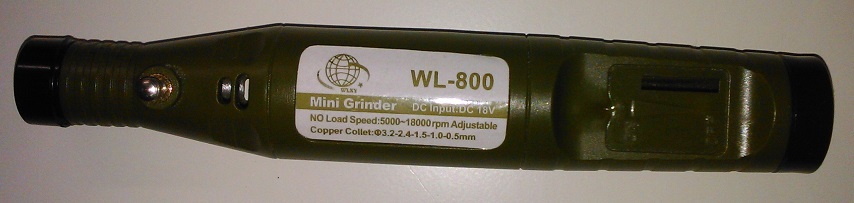 WLXY
WL-800
Mini Grinder DC Input:DC 18V
NO Load Speed:5000~18000rpm Adjustable
Copper Collet:Φ3.2-2.4-1.5-1.0-0.5mm